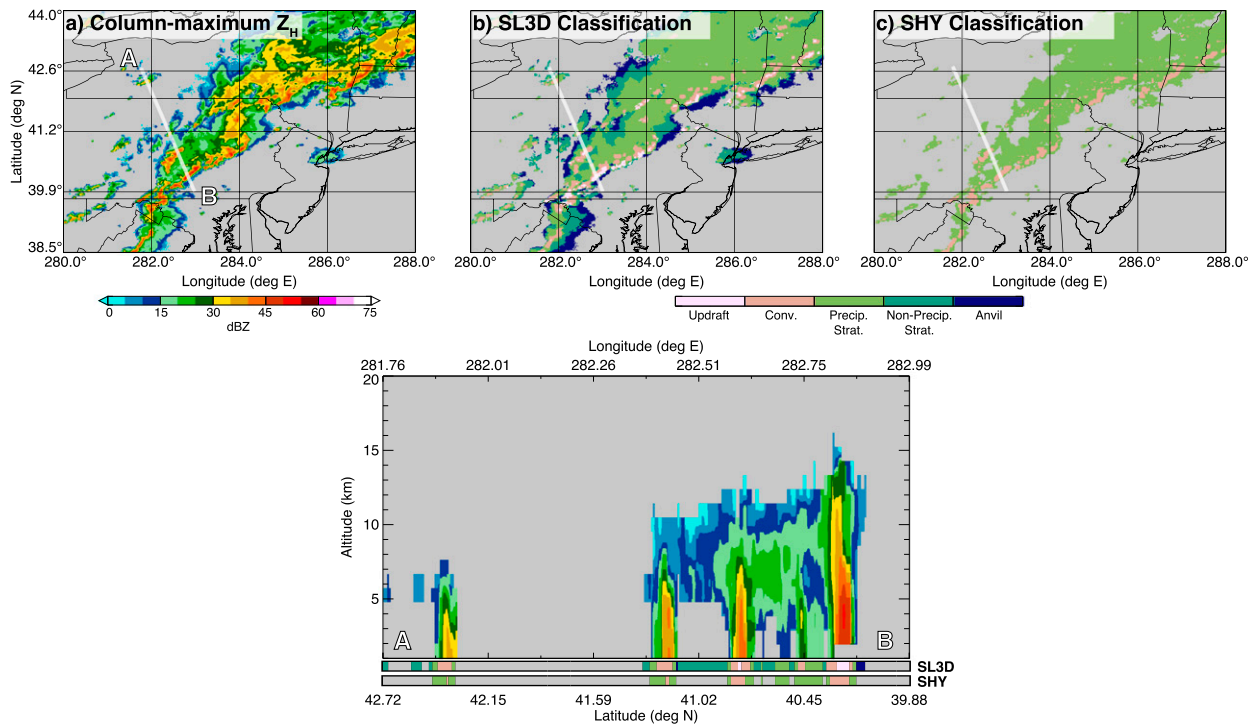 a) Column-maximum ZH
b) SL3D Classification
c) SHY Classification
44.0°
42.6°
41.2°
39.9°
38.5°
Latitude (deg N)
A
B
280.0° 282.0° 284.0° 286.0° 288.0°
280.0° 282.0° 284.0° 286.0° 288.0°
280.0° 282.0° 284.0° 286.0° 288.0°
Longitude (deg E)
Longitude (deg E)
Longitude (deg E)
0 15 30 45 60 75
dBZ
Updraft
Conv.
Precip.
Strat.
Non-Precip.
Strat.
Anvil
Longitude (deg E)
281.76 282.01 282.26 282.51 282.75 282.99
20
15
10
5
Altitude (km)
A
B
SL3D
SHY
42.72 42.15 41.59 41.02 40.45 39.88
Latitude (deg N)